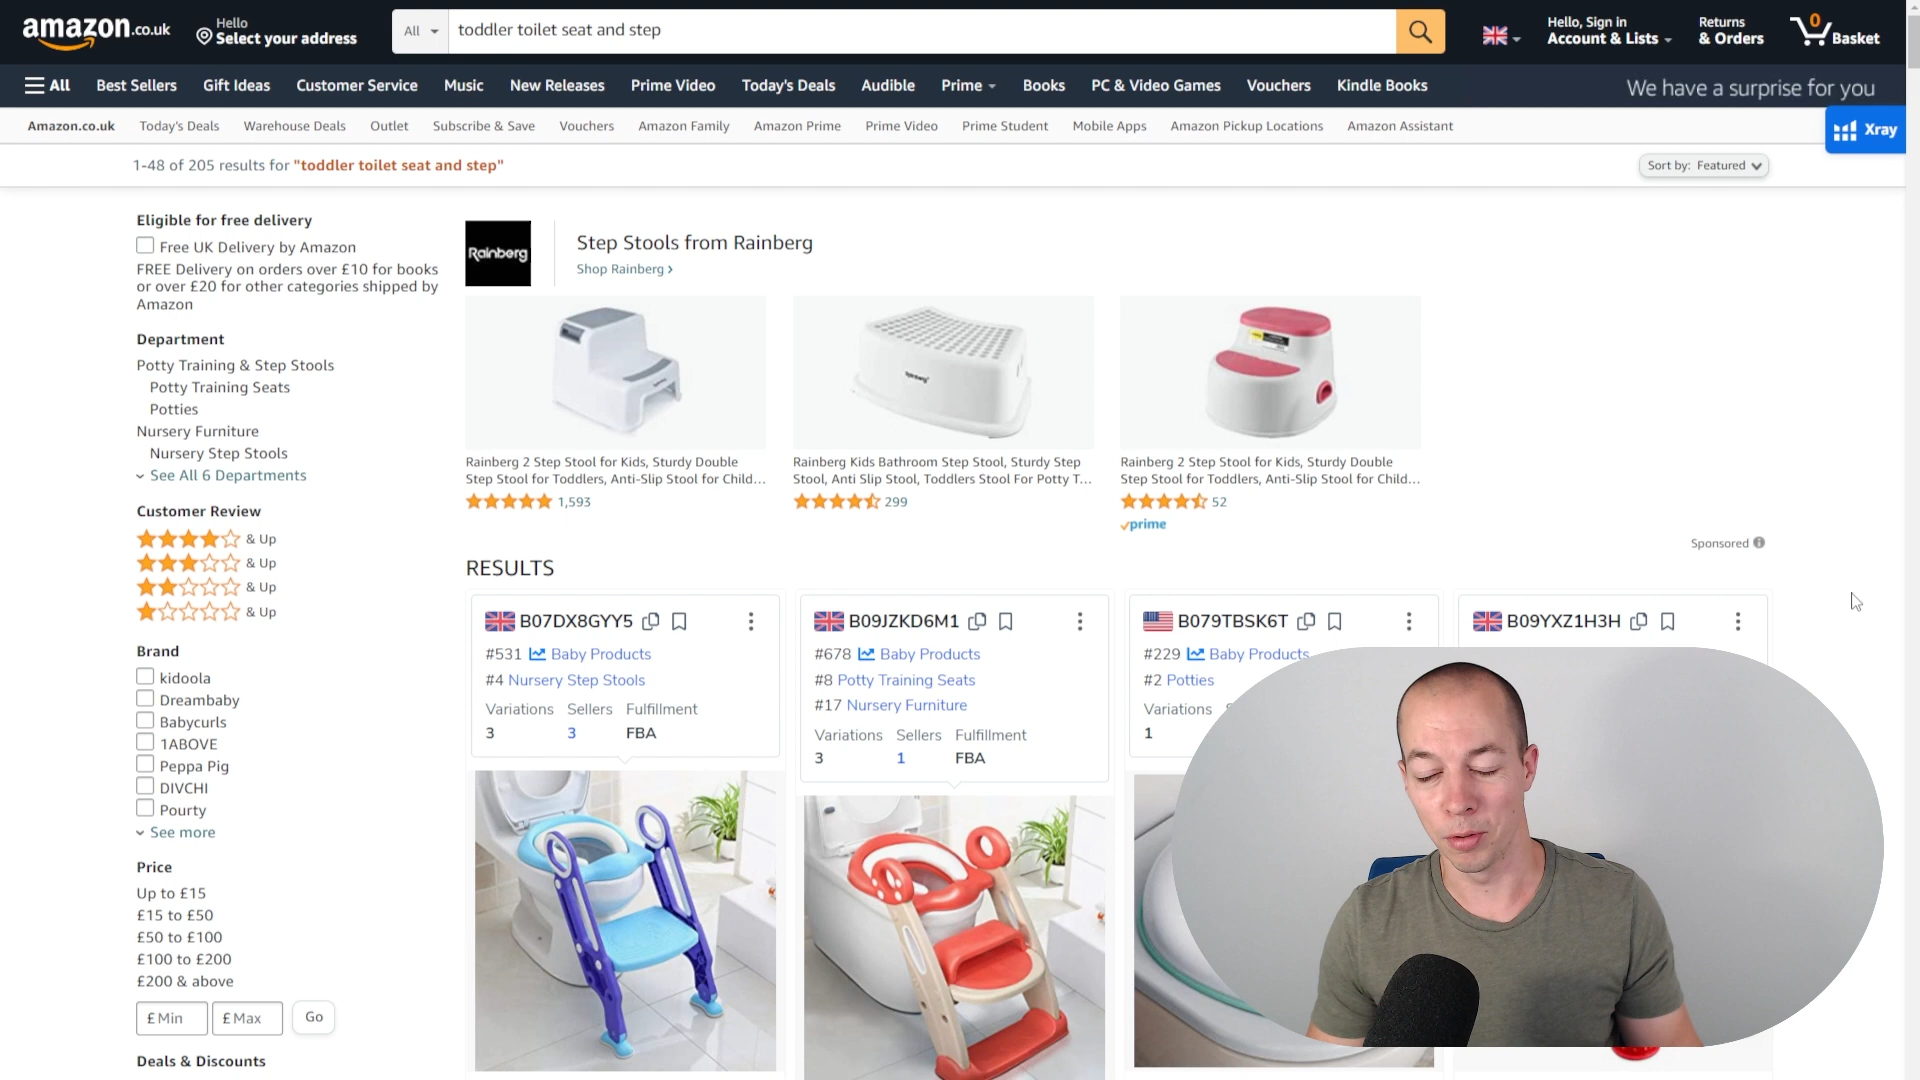 amazon.co.uk
Hello
Select your address
All
toddler toilet seat and step
Hello, Sign in
Account & Lists
Returns
& Orders
0
Basket
All
Best Sellers
Gift Ideas
Customer Service
Music
New Releases
Prime Video
Today's Deals
Audible
Prime
Books
PC & Video Games
Vouchers
Kindle Books
We have a surprise for you
Amazon.co.uk
Today's Deals
Warehouse Deals
Outlet
Subscribe & Save
Vouchers
Amazon Family
Amazon Prime
Prime Video
Prime Student
Mobile Apps
Amazon Pickup Locations
Amazon Assistant
Xray
1-48 of 205 results for "toddler toilet seat and step"
Sort by: Featured
Eligible for free delivery
Free UK Delivery by Amazon
FREE Delivery on orders over £10 for books
or over £20 for other categories shipped by
Amazon
Department
Potty Training & Step Stools
Potty Training Seats
Potties
Nursery Furniture
Nursery Step Stools
See All 6 Departments
Customer Review
& Up
& Up
& Up
& Up
Brand
kidoola
Dreambaby
Babycurls
1ABOVE
Peppa Pig
DIVCHI
Pourty
See more
Price
Up to £15
£15 to £50
£50 to £100
£100 to £200
£200 & above
£ Min
£ Max
Go
Deals & Discounts
Rainberg
Step Stools from Rainberg
Shop Rainberg ›
Rainberg 2 Step Stool for Kids, Sturdy Double
Step Stool for Toddlers, Anti-Slip Stool for Child...
1,593
Rainberg Kids Bathroom Step Stool, Sturdy Step
Stool, Anti Slip Stool, Toddlers Stool For Potty T...
299
Rainberg 2 Step Stool for Kids, Sturdy Double
Step Stool for Toddlers, Anti-Slip Stool for Child...
52
prime
Sponsored
RESULTS
B07DX8GYY5
#531 Baby Products
#4 Nursery Step Stools
Variations Sellers Fulfillment
3 3 FBA
B09JZKD6M1
#678 Baby Products
#8 Potty Training Seats
#17 Nursery Furniture
Variations Sellers Fulfillment
3 1 FBA
B079TBSK6T
#229 Baby Products
#2 Potties
Variations
1
B09YXZ1H3H